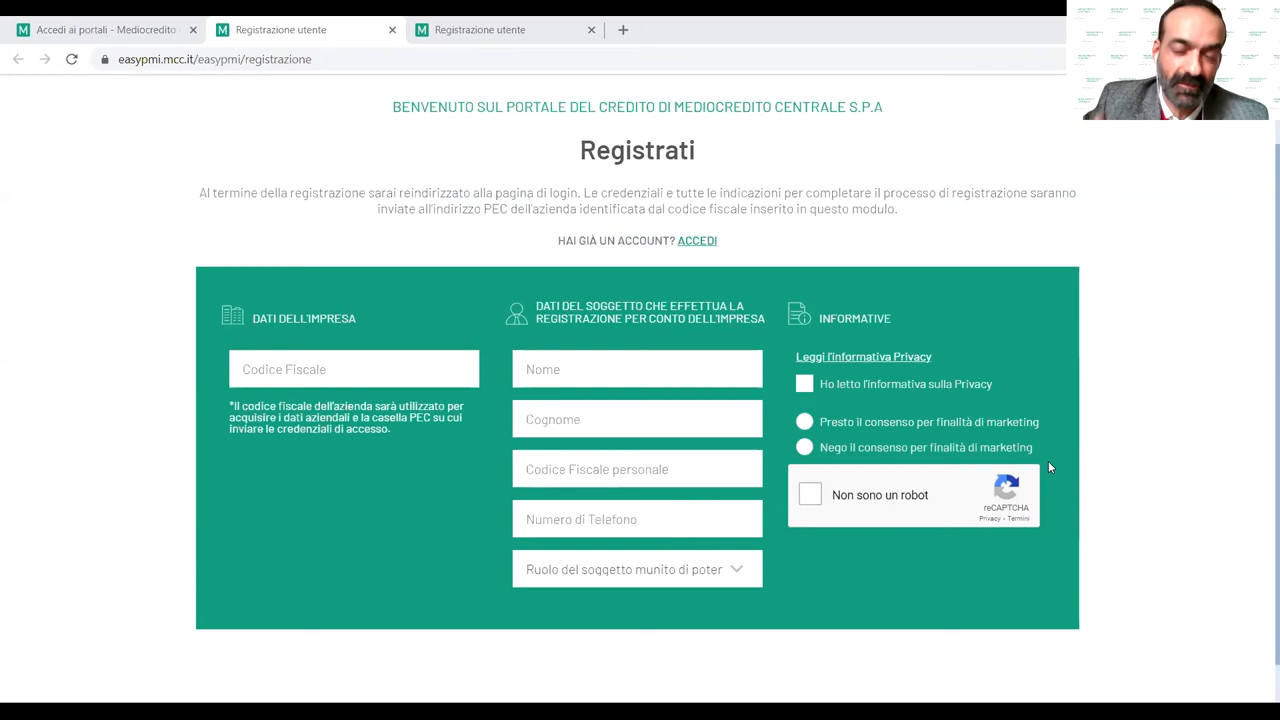 Accedi ai portali - Mediocredito
Registrazione utente
Registrazione utente
BENVENUTO SUL PORTALE DEL CREDITO DI MEDIOCREDITO CENTRALE S.P.A
Registrati
Al termine della registrazione sarai reindirizzato alla pagina di login. Le credenziali e tutte le indicazioni per completare il processo di registrazione saranno
inviate all'indirizzo PEC dell'azienda identificata dal codice fiscale inserito in questo modulo.
HAI GIÀ UN ACCOUNT? ACCEDI
DATI DELL'IMPRESA
Codice Fiscale
*Il codice fiscale dell'azienda sarà utilizzato per
acquisire i dati aziendali e la casella PEC su cui
inviare le credenziali di accesso.
DATI DEL SOGGETTO CHE EFFETTUA LA
REGISTRAZIONE PER CONTO DELL'IMPRESA
Nome
Cognome
Codice Fiscale personale
Numero di Telefono
Ruolo del soggetto munito di poter
INFORMATIVE
Leggi l'informativa Privacy
Ho letto l'informativa sulla Privacy
Presto il consenso per finalità di marketing
Nego il consenso per finalità di marketing
Non sono un robot
reCAPTCHA
Privacy - Termini